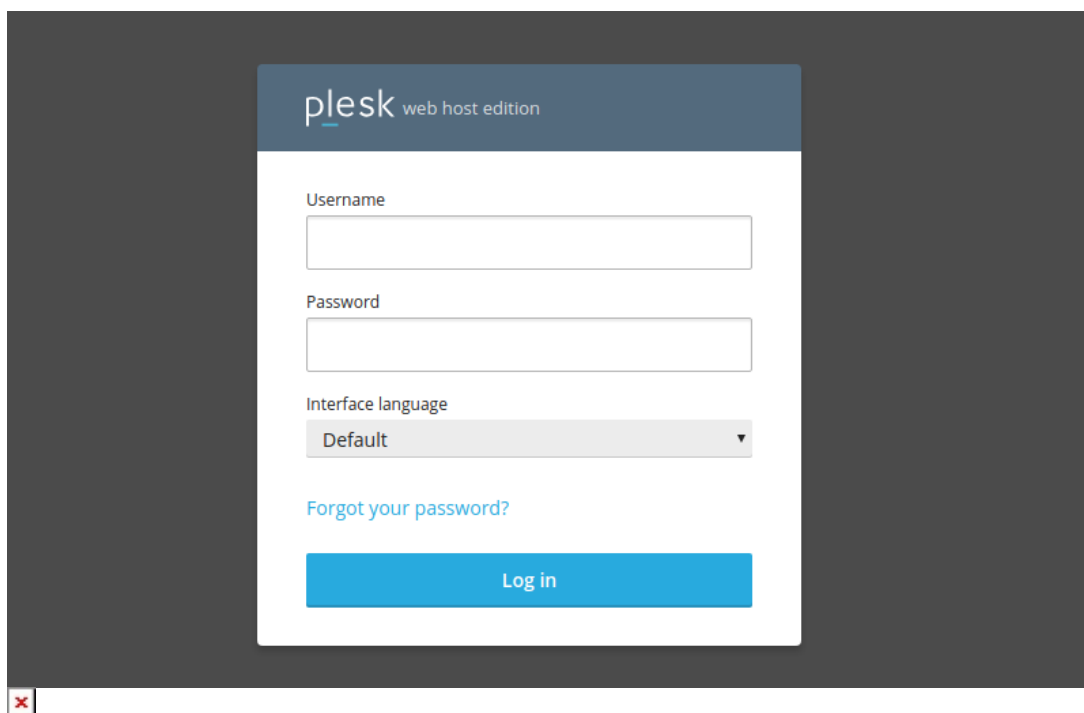 plesk web host edition
Username
Password
Interface language
Default
Forgot your password?
Log in